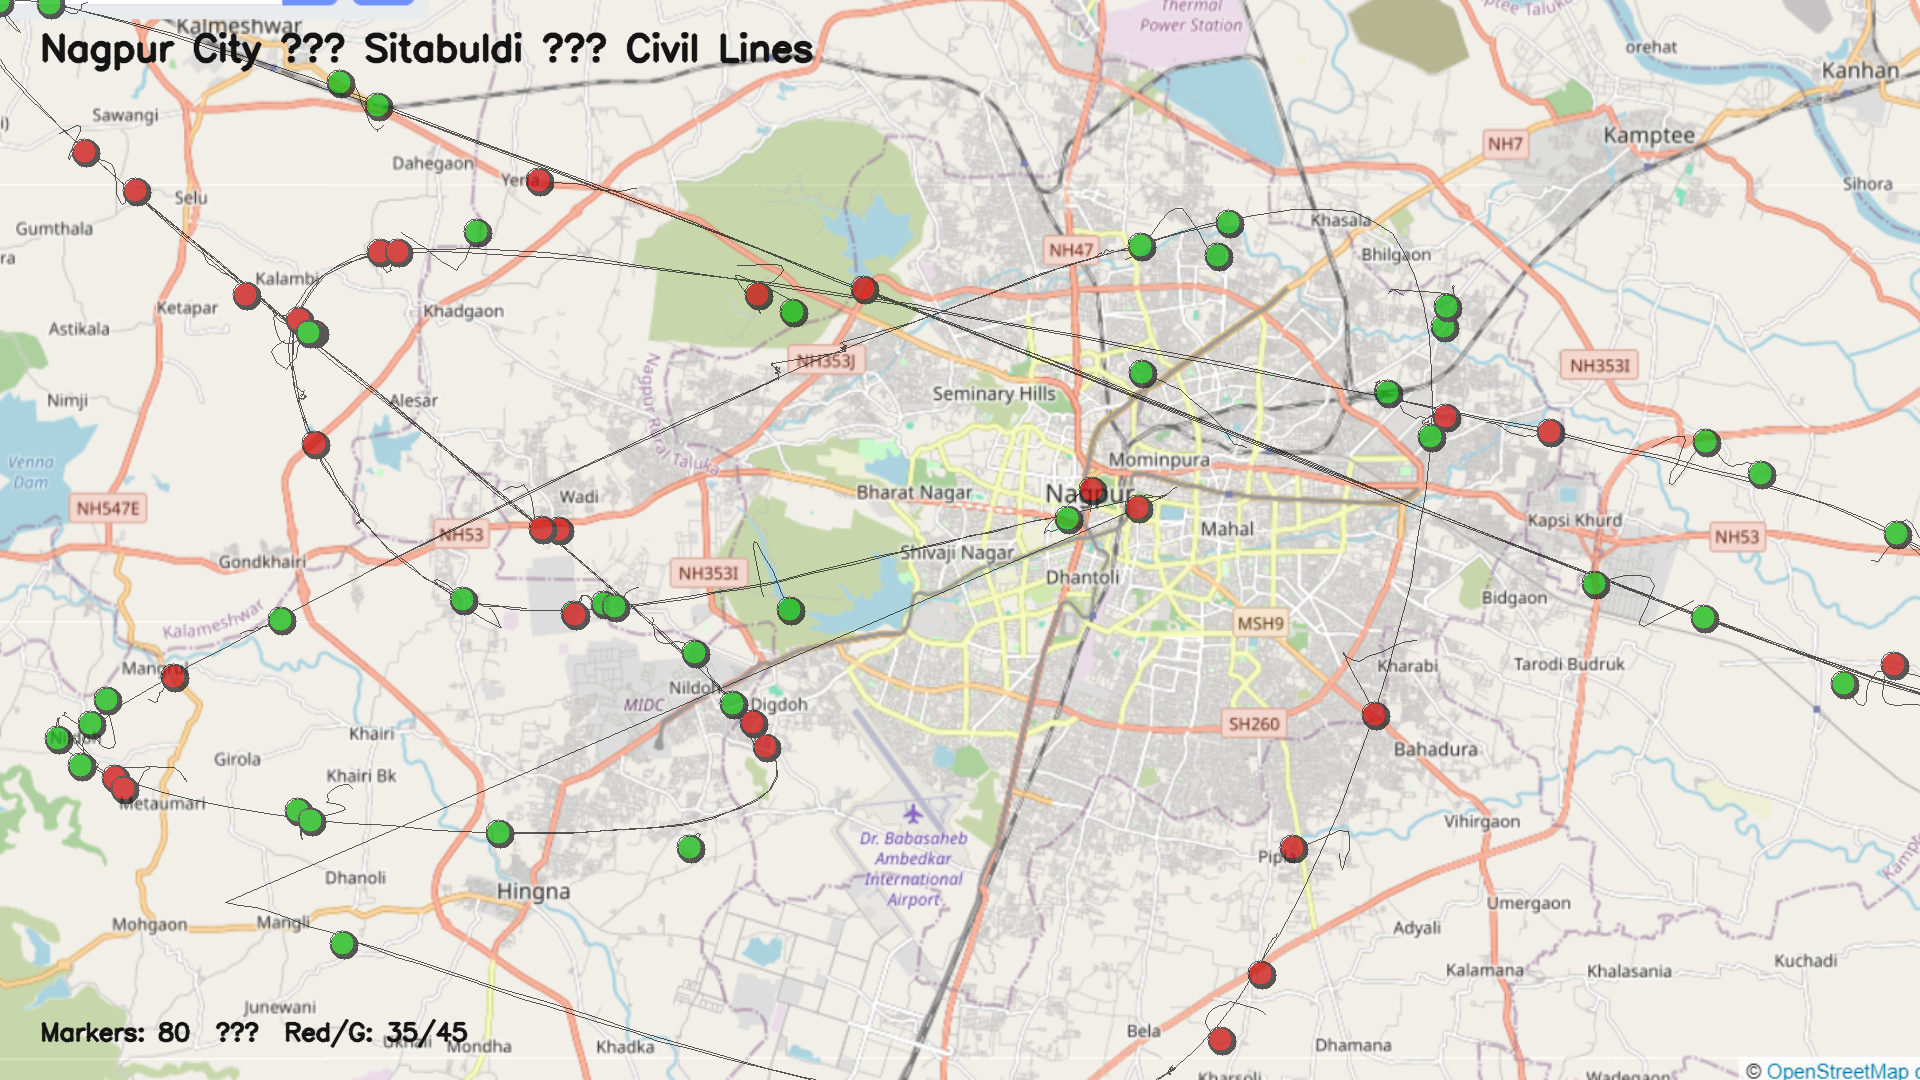 Kalmeshwar
Nagpur City ??? Sitabuldi ??? Civil Lines
Thermal
Power Station
orehat
Kanhan
Sawangi
Dahegaon
NH7
Kamptee
Selu
Sihora
Gumthala
NH47
Khasala
Bhilgaon
Kalambi
Ketapar
Khadgaon
Astikala
NH353J
NH353I
Nimji
Alesar
Seminary Hills
Nagpur Rural Taluka
Venna
Dam
Mominpura
Wadi
Bharat Nagar
Nagpur
NH547E
NH53
Mahal
Kapsi Khurd
NH53
Gondkhairi
Shivaji Nagar
NH353I
Dhantoli
Bidgaon
Kalameshwar
MSH9
Kharabi
Tarodi Budruk
Nildoh
MIDC
Digdoh
SH260
Khairi
Bahadura
Girola
Khairi Bk
Metaumari
Vihirgaon
Dr. Babasaheb
Ambedkar
International
Airport
Dhanoli
Hingna
Umergaon
Mohgaon
Mangli
Adyali
Kalamana
Khalasania
Kuchadi
Junewani
Markers: 80 ??? Red/G: 35/45
Mondha
Khadka
Bela
Dhamana
Kharsoli
Wadegaon
© OpenStreetMap c